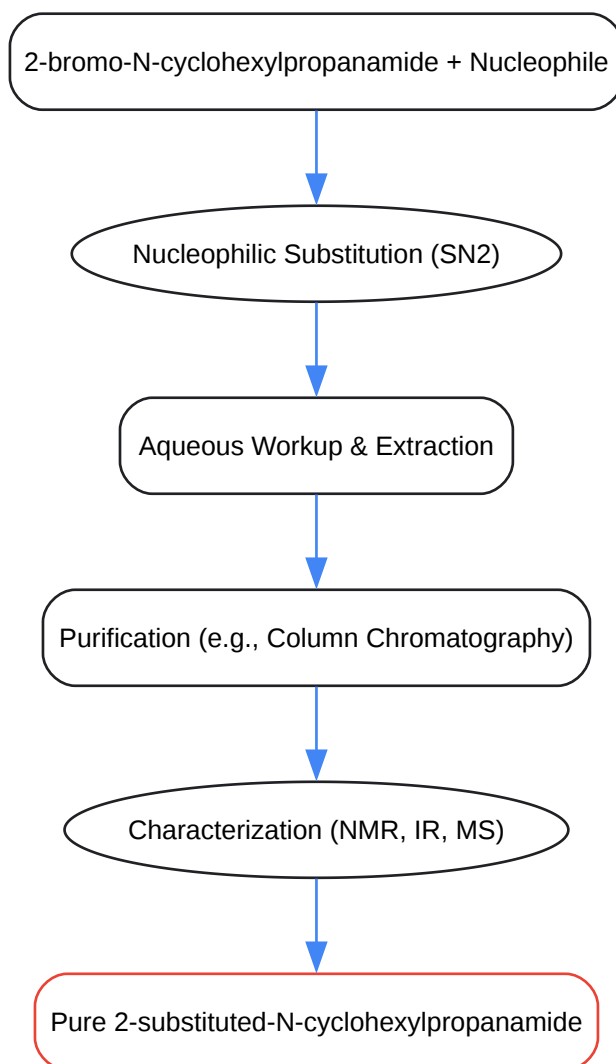 2-bromo-N-cyclohexylpropanamide + Nucleophile
Nucleophilic Substitution (SN2)
Aqueous Workup & Extraction
Purification (e.g., Column Chromatography)
Characterization (NMR, IR, MS)
Pure 2-substituted-N-cyclohexylpropanamide